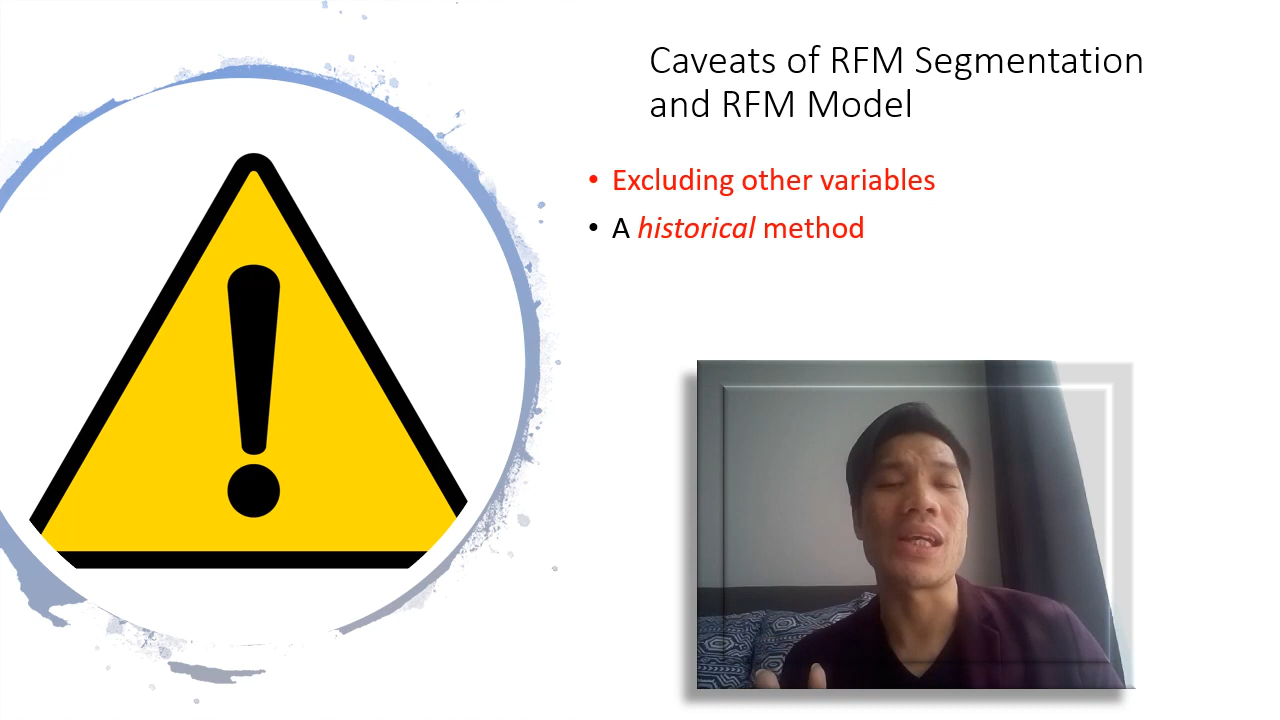 Caveats of RFM Segmentation
and RFM Model
• Excluding other variables
• A historical method